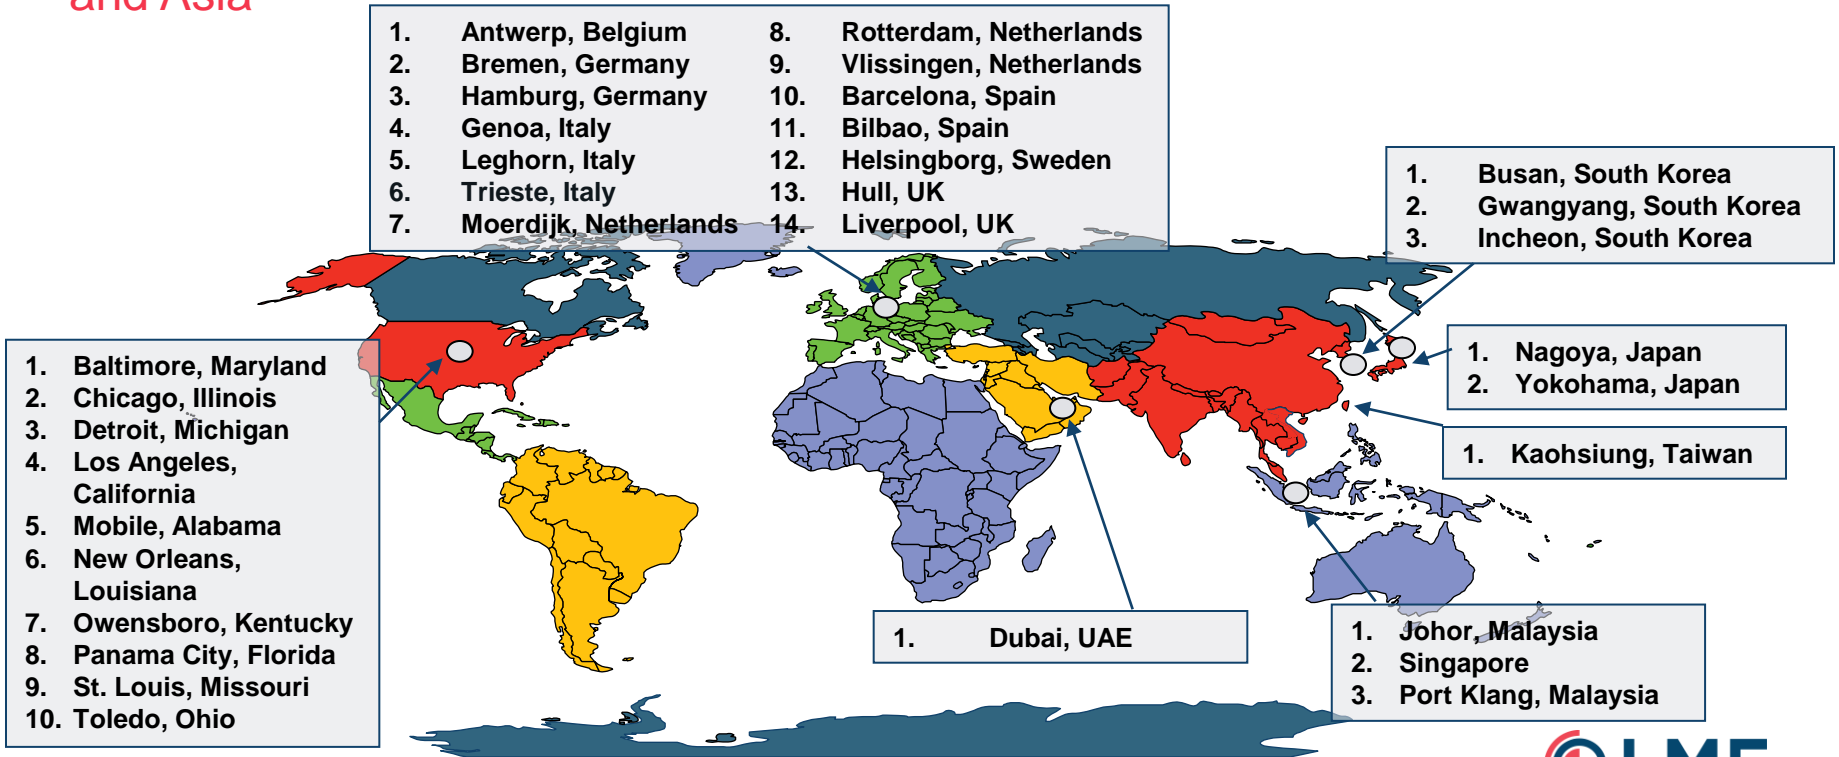 and Asia
1. Antwerp, Belgium
2. Bremen, Germany
3. Hamburg, Germany
4. Genoa, Italy
5. Leghorn, Italy
6. Trieste, Italy
7. Moerdijk, Netherlands
8. Rotterdam, Netherlands
9. Vlissingen, Netherlands
10. Barcelona, Spain
11. Bilbao, Spain
12. Helsingborg, Sweden
13. Hull, UK
14. Liverpool, UK
1. Busan, South Korea
2. Gwangyang, South Korea
3. Incheon, South Korea
1. Nagoya, Japan
2. Yokohama, Japan
1. Kaohsiung, Taiwan
1. Baltimore, Maryland
2. Chicago, Illinois
3. Detroit, Michigan
4. Los Angeles,
California
5. Mobile, Alabama
6. New Orleans,
Louisiana
7. Owensboro, Kentucky
8. Panama City, Florida
9. St. Louis, Missouri
10. Toledo, Ohio
1. Dubai, UAE
1. Johor, Malaysia
2. Singapore
3. Port Klang, Malaysia
LME